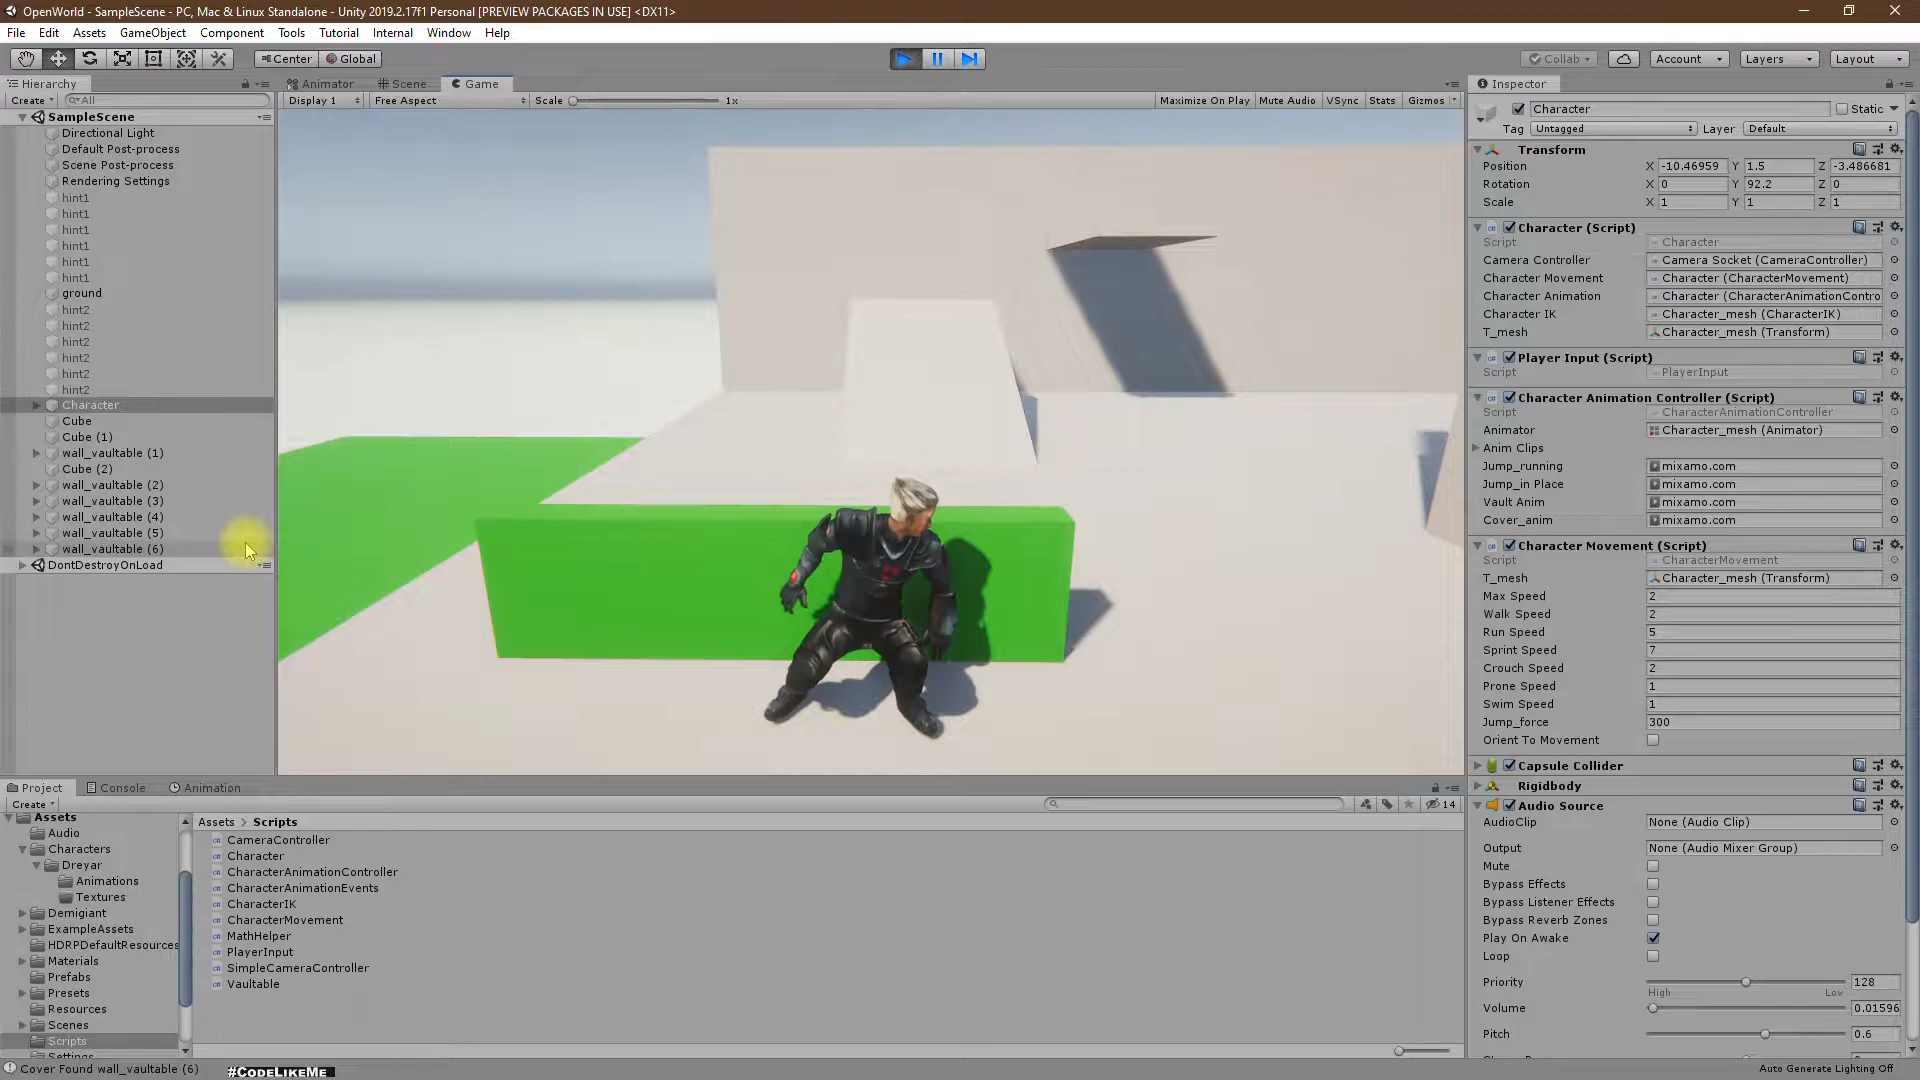 OpenWorld - SampleScene - PC, Mac & Linux Standalone - Unity 2019.2.17f1 Personal [PREVIEW PACKAGES IN USE] <DX11>
File Edit Assets GameObject Component Tools Tutorial Internal Window Help
Center Global Collab Account Layers Layout
Hierarchy Animator Scene Game Inspector
Create All Display 1 Free Aspect Scale 1x Maximize On Play Mute Audio VSync Stats Gizmos
SampleScene
Directional Light
Default Post-process
Scene Post-process
Rendering Settings
hint1
hint1
hint1
hint1
hint1
hint1
ground
hint2
hint2
hint2
hint2
hint2
hint2
Character
Cube
Cube (1)
wall_vaultable (1)
Cube (2)
wall_vaultable (2)
wall_vaultable (3)
wall_vaultable (4)
wall_vaultable (5)
wall_vaultable (6)
DontDestroyOnLoad
Character Static
Tag Untagged Layer Default
Transform
Position X -10.46959 Y 1.5 Z -3.486681
Rotation X 0 Y 92.2 Z 0
Scale X 1 Y 1 Z 1
Character (Script)
Script Character
Camera Controller Camera Socket (CameraController)
Character Movement Character (CharacterMovement)
Character Animation Character (CharacterAnimationContro
Character IK Character_mesh (CharacterIK)
T_mesh Character_mesh (Transform)
Player Input (Script)
Script PlayerInput
Character Animation Controller (Script)
Script CharacterAnimationController
Animator Character_mesh (Animator)
Anim Clips
Jump_running mixamo.com
Jump_in Place mixamo.com
Vault Anim mixamo.com
Cover_anim mixamo.com
Character Movement (Script)
Script CharacterMovement
T_mesh Character_mesh (Transform)
Max Speed 2
Walk Speed 2
Run Speed 5
Sprint Speed 7
Crouch Speed 2
Prone Speed 1
Swim Speed 1
Jump_force 300
Orient To Movement
Capsule Collider
Rigidbody
Audio Source
AudioClip None (Audio Clip)
Output None (Audio Mixer Group)
Mute
Bypass Effects
Bypass Listener Effects
Bypass Reverb Zones
Play On Awake
Loop
Priority 128
High Low
Volume 0.01596
Pitch 0.6
Project Console Animation
Create 14
Assets
Audio
Characters
Dreyar
Animations
Textures
Demigiant
ExampleAssets
HDRPDefaultResources
Materials
Prefabs
Presets
Resources
Scenes
Scripts
Settings
Assets Scripts
CameraController
Character
CharacterAnimationController
CharacterAnimationEvents
CharacterIK
CharacterMovement
MathHelper
PlayerInput
SimpleCameraController
Vaultable
Cover Found wall_vaultable (6) #CODELIKEME Auto Generate Lighting Off